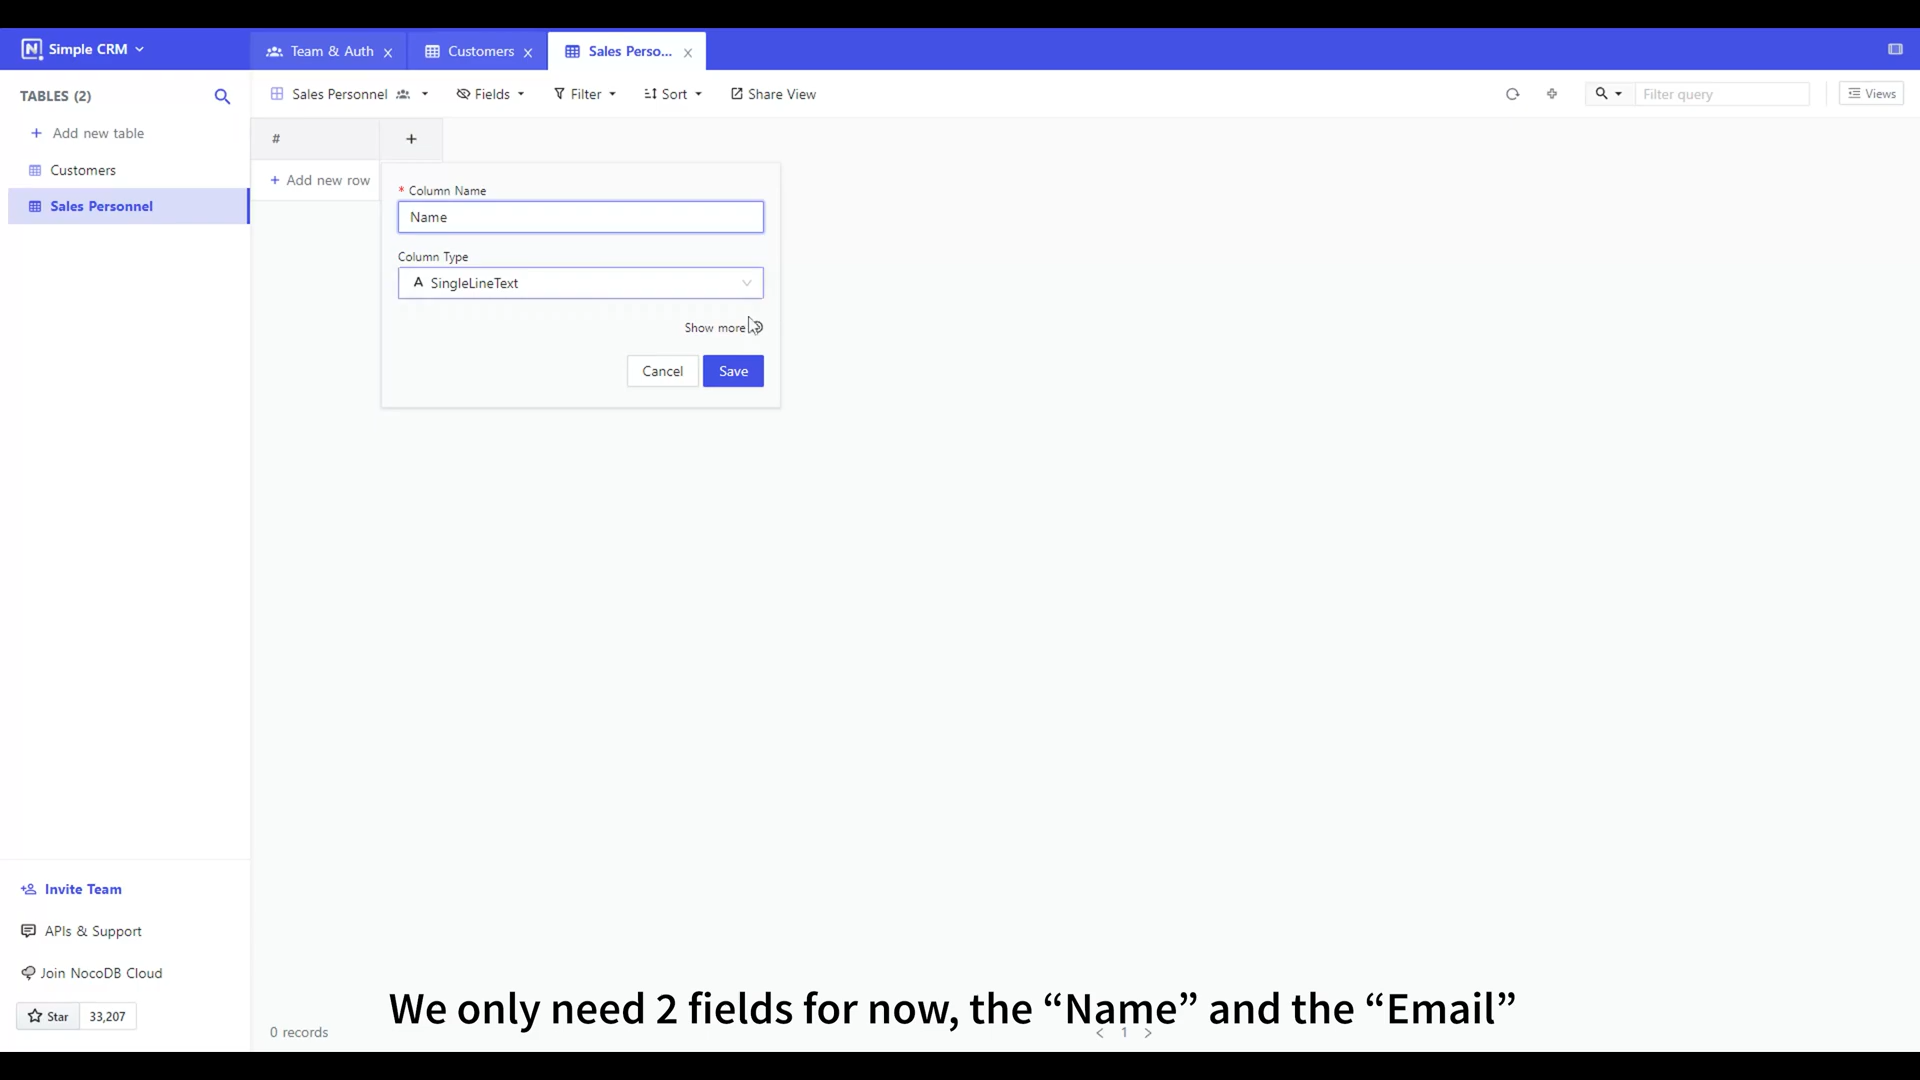 Simple CRM
Team & Auth
Customers
Sales Perso...
TABLES (2)
Sales Personnel
Fields
Filter
Sort
Share View
Filter query
Views
+ Add new table
#
+
Customers
+ Add new row
* Column Name
Sales Personnel
Name
Column Type
A SingleLineText
Show more
Cancel
Save
Invite Team
APIs & Support
Join NocoDB Cloud
Star
33,207
We only need 2 fields for now, the “Name” and the “Email”
0 records
< 1 >